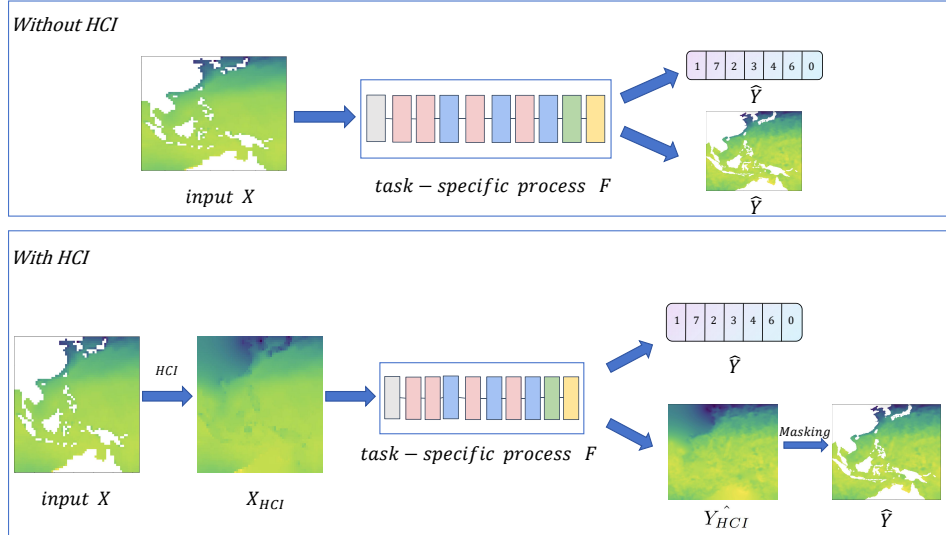 Without HCI
1 7 2 3 4 6 0
Ŷ
input X
task − specific process F
Ŷ
With HCI
1 7 2 3 4 6 0
Ŷ
HCI
Masking
task − specific process F
input X
X_HCI
Ŷ_HCI
Ŷ